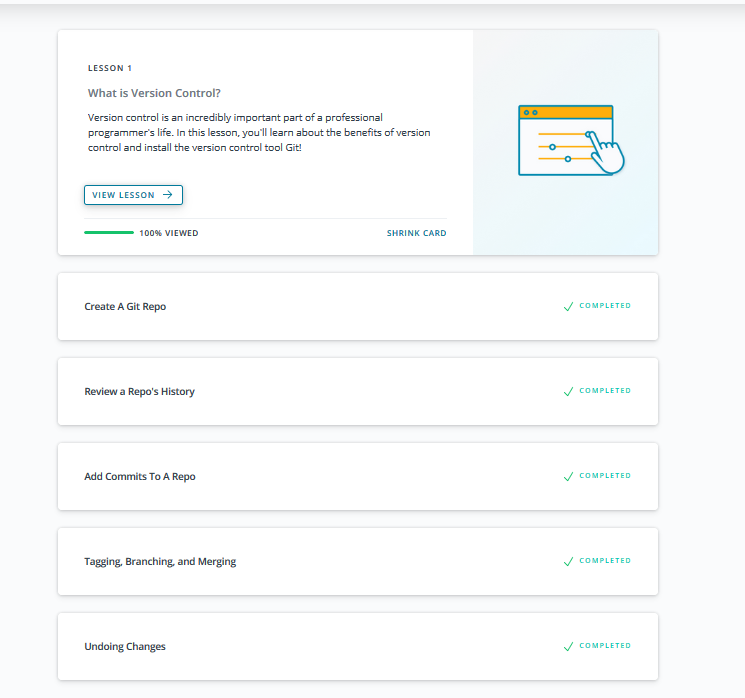 LESSON 1
What is Version Control?
Version control is an incredibly important part of a professional
programmer's life. In this lesson, you'll learn about the benefits of version
control and install the version control tool Git!
VIEW LESSON
100% VIEWED
SHRINK CARD
Create A Git Repo
COMPLETED
Review a Repo's History
COMPLETED
Add Commits To A Repo
COMPLETED
Tagging, Branching, and Merging
COMPLETED
Undoing Changes
COMPLETED